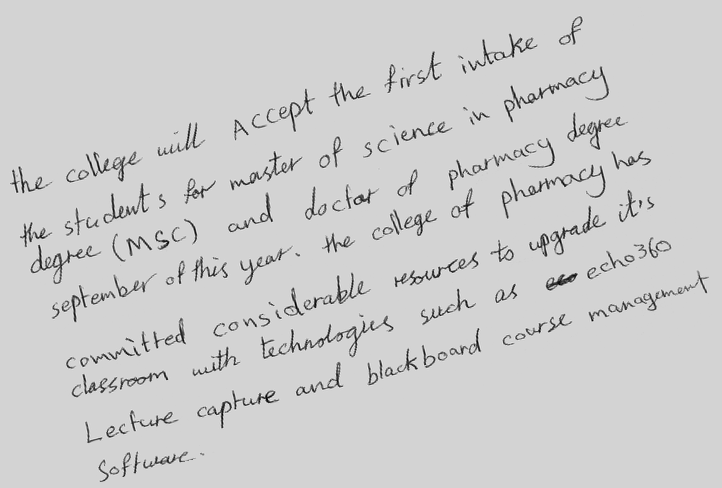 the college will Accept the first intake of
the students for master of science in pharmacy
degree (MSC) and doctor of pharmacy degree
september of this year. the college of pharmacy has
committed considerable resources to upgrade it's
classroom with technologies such as echo360
Lecture capture and blackboard course management
Software.